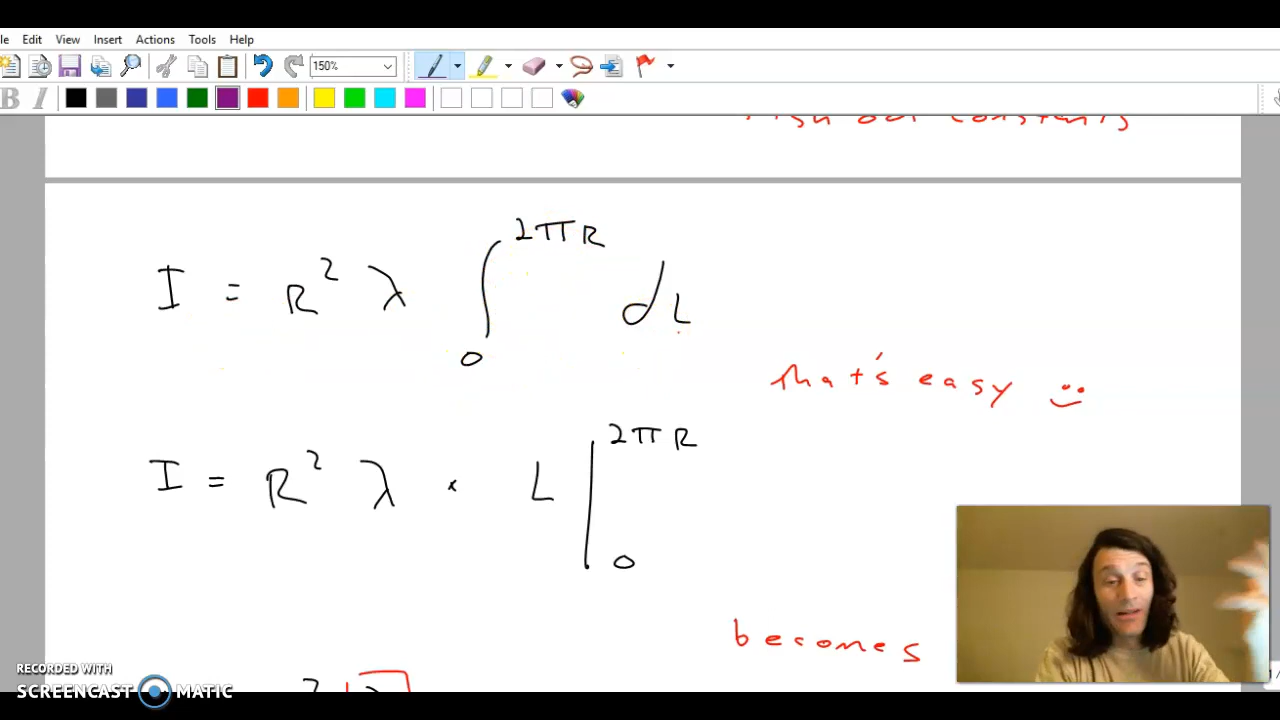 Edit View Insert Actions Tools Help
150%
B I
constants
I = R² λ ∫₀^{2πR} dL
that's easy :)
I = R² λ * L |₀^{2πR}
becomes
RECORDED WITH
SCREENCAST MATIC